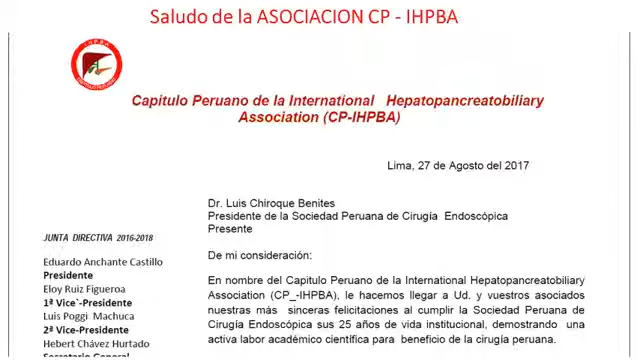 Saludo de la ASOCIACION CP - IHPBA
Capitulo Peruano de la International Hepatopancreatobiliary
Association (CP-IHPBA)
Lima, 27 de Agosto del 2017
Dr. Luis Chiroque Benites
Presidente de la Sociedad Peruana de Cirugía Endoscópica
Presente
De mi consideración:
En nombre del Capitulo Peruano de la International Hepatopancreatobiliary
Association (CP_-IHPBA), le hacemos llegar a Ud. y vuestros asociados
nuestras más sinceras felicitaciones al cumplir la Sociedad Peruana de
Cirugía Endoscópica sus 25 años de vida institucional, demostrando una
activa labor académico científica para beneficio de la cirugía peruana.
JUNTA DIRECTIVA 2016-2018
Eduardo Anchante Castillo
Presidente
Eloy Ruiz Figueroa
1ª Vice`-Presidente
Luis Poggi Machuca
2ª Vice-Presidente
Hebert Chávez Hurtado
Secretario General